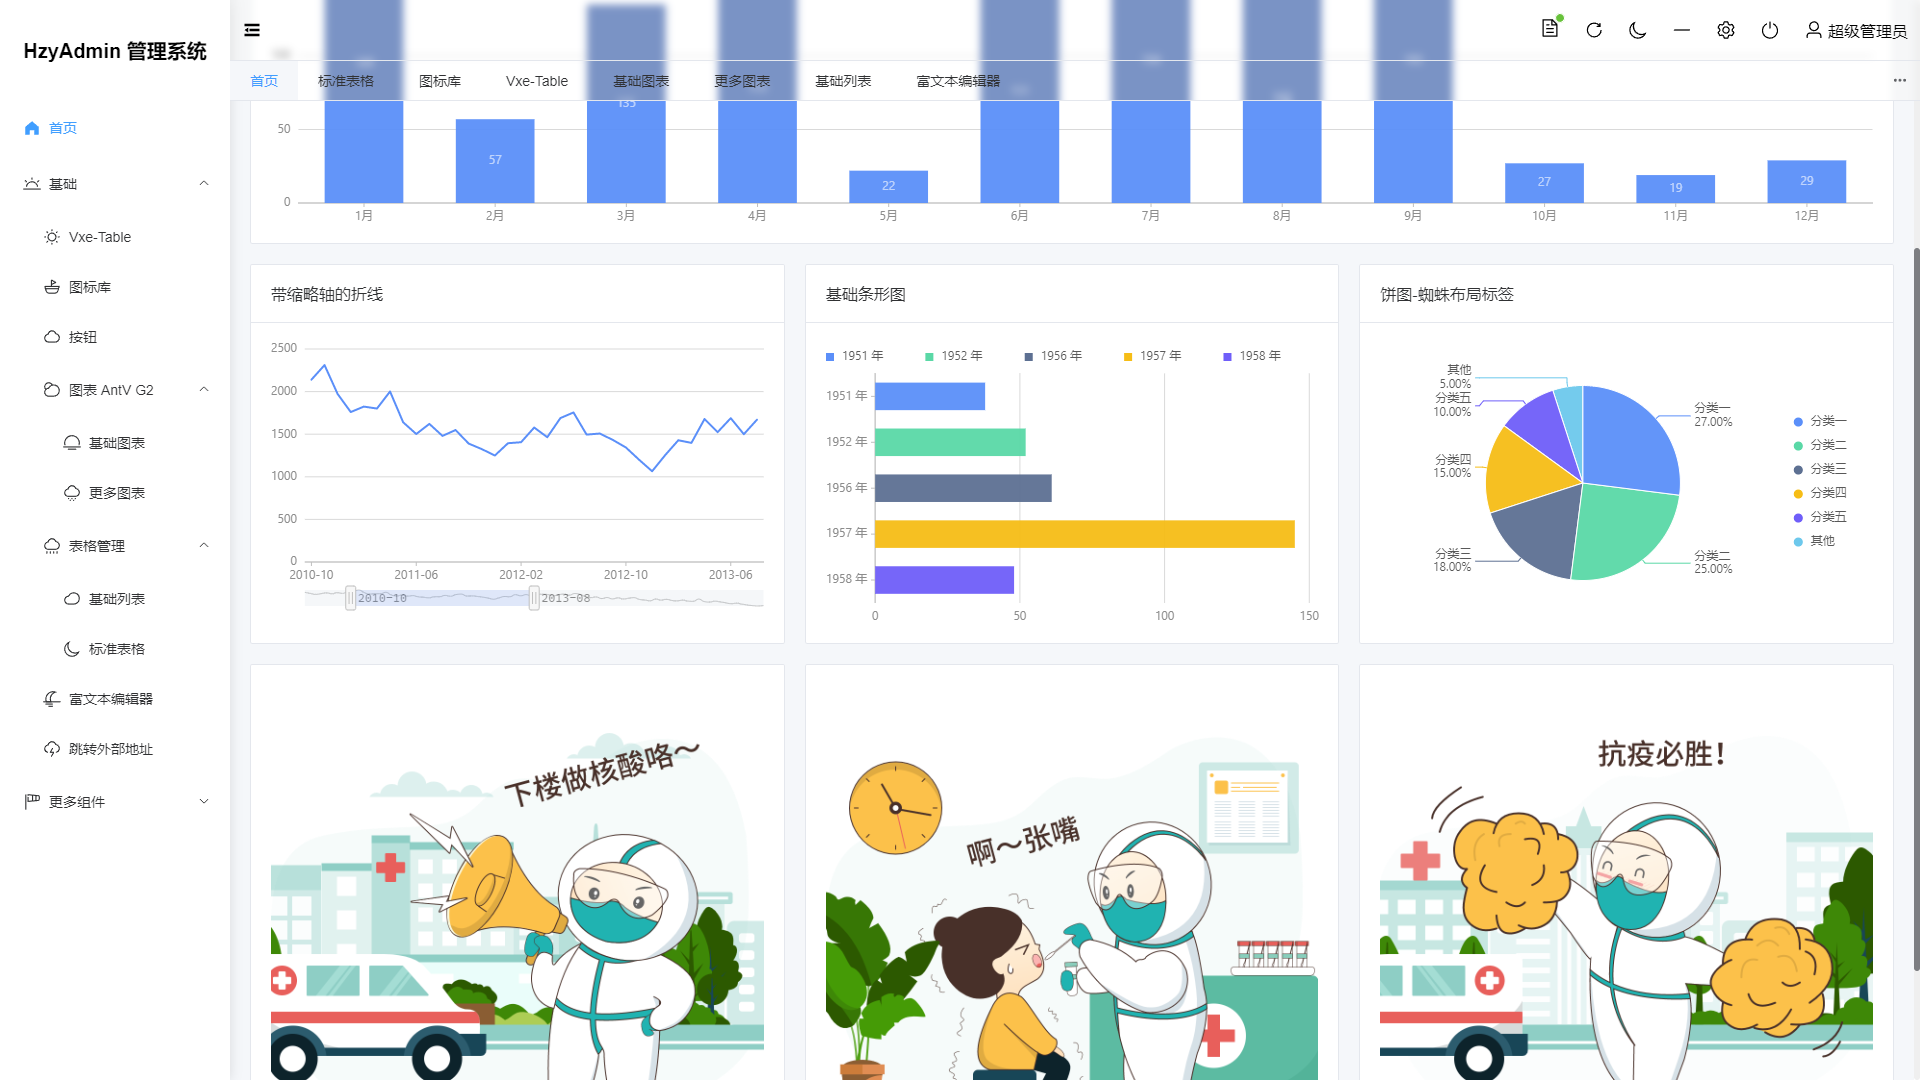 HzyAdmin 管理系统
超级管理员
首页
标准表格
图标库
Vxe-Table
基础图表
更多图表
基础列表
富文本编辑器
首页
基础
Vxe-Table
图标库
按钮
图表 AntV G2
基础图表
更多图表
表格管理
基础列表
标准表格
富文本编辑器
跳转外部地址
更多组件
50
0
57
135
22
27
19
29
1月
2月
3月
4月
5月
6月
7月
8月
9月
10月
11月
12月
带缩略轴的折线
2500
2000
1500
1000
500
0
2010-10
2011-06
2012-02
2012-10
2013-06
2010-10
2013-08
基础条形图
1951 年
1952 年
1956 年
1957 年
1958 年
1951 年
1952 年
1956 年
1957 年
1958 年
0
50
100
150
饼图-蜘蛛布局标签
其他
5.00%
分类五
10.00%
分类四
15.00%
分类三
18.00%
分类一
27.00%
分类二
25.00%
分类一
分类二
分类三
分类四
分类五
其他
下楼做核酸咯～
啊～张嘴
抗疫必胜！